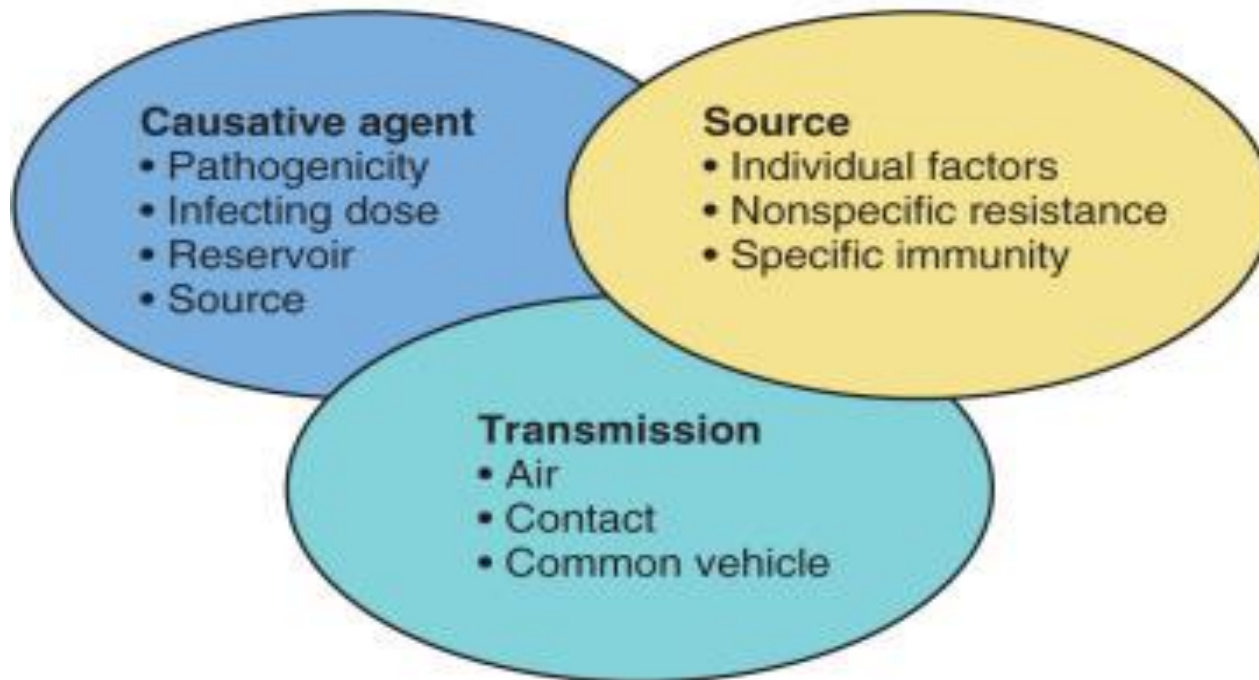 Causative agent
• Pathogenicity
• Infecting dose
• Reservoir
• Source
Source
• Individual factors
• Nonspecific resistance
• Specific immunity
Transmission
• Air
• Contact
• Common vehicle